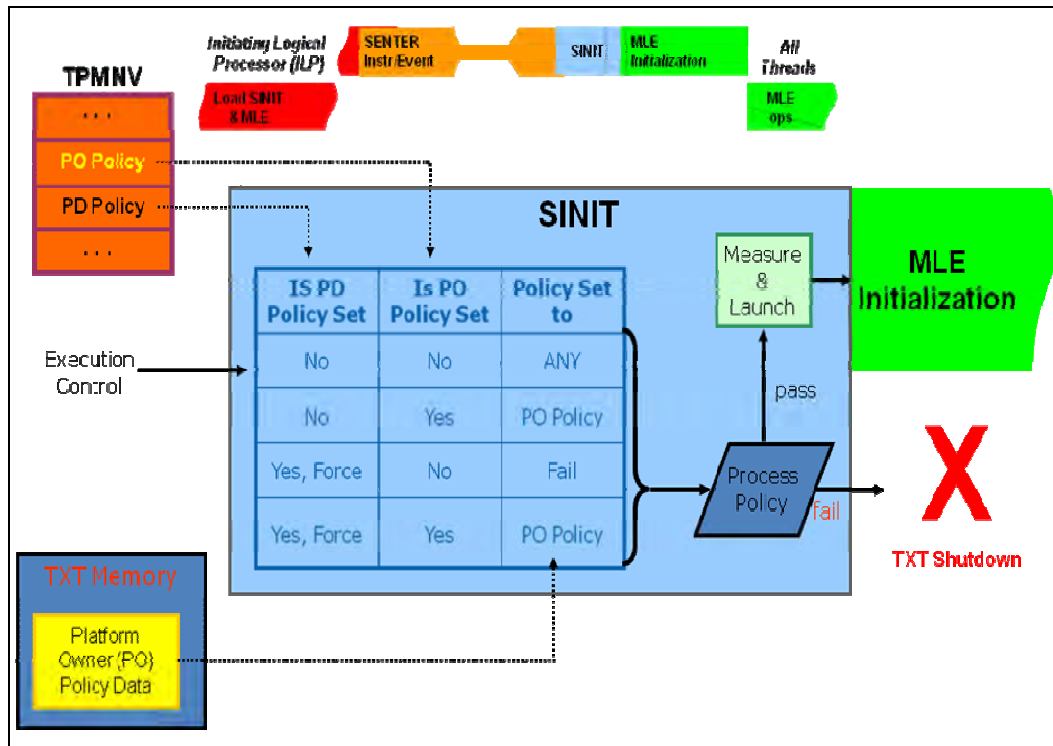 Initiating Logical
Processor (ILP)
SENTER
Instr/Event
SINIT
MLE
Initialization
All
Threads
Load SINIT
& MLE
MLE
ops
TPMNV
. . .
PO Policy
PD Policy
. . .
SINIT
IS PD
Policy Set
Is PO
Policy Set
Policy Set
to
No
No
ANY
No
Yes
PO Policy
Yes, Force
No
Fail
Yes, Force
Yes
PO Policy
Execution
Control
Measure
&
Launch
MLE
Initialization
pass
Process
Policy
fail
X
TXT Shutdown
TXT Memory
Platform
Owner (PO)
Policy Data